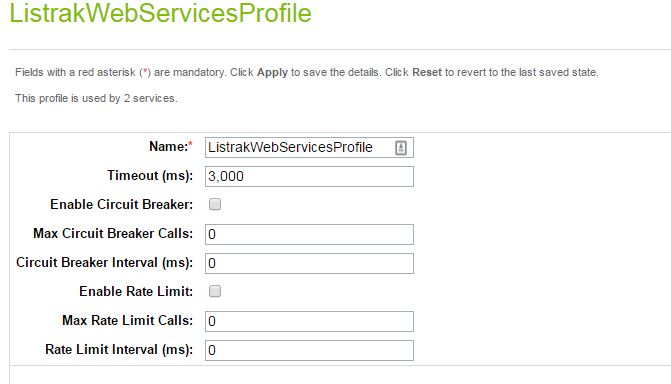 ListrakWebServicesProfile
Fields with a red asterisk (*) are mandatory. Click Apply to save the details. Click Reset to revert to the last saved state.
This profile is used by 2 services.
Name:* ListrakWebServicesProfile
Timeout (ms): 3,000
Enable Circuit Breaker:
Max Circuit Breaker Calls: 0
Circuit Breaker Interval (ms): 0
Enable Rate Limit:
Max Rate Limit Calls: 0
Rate Limit Interval (ms): 0